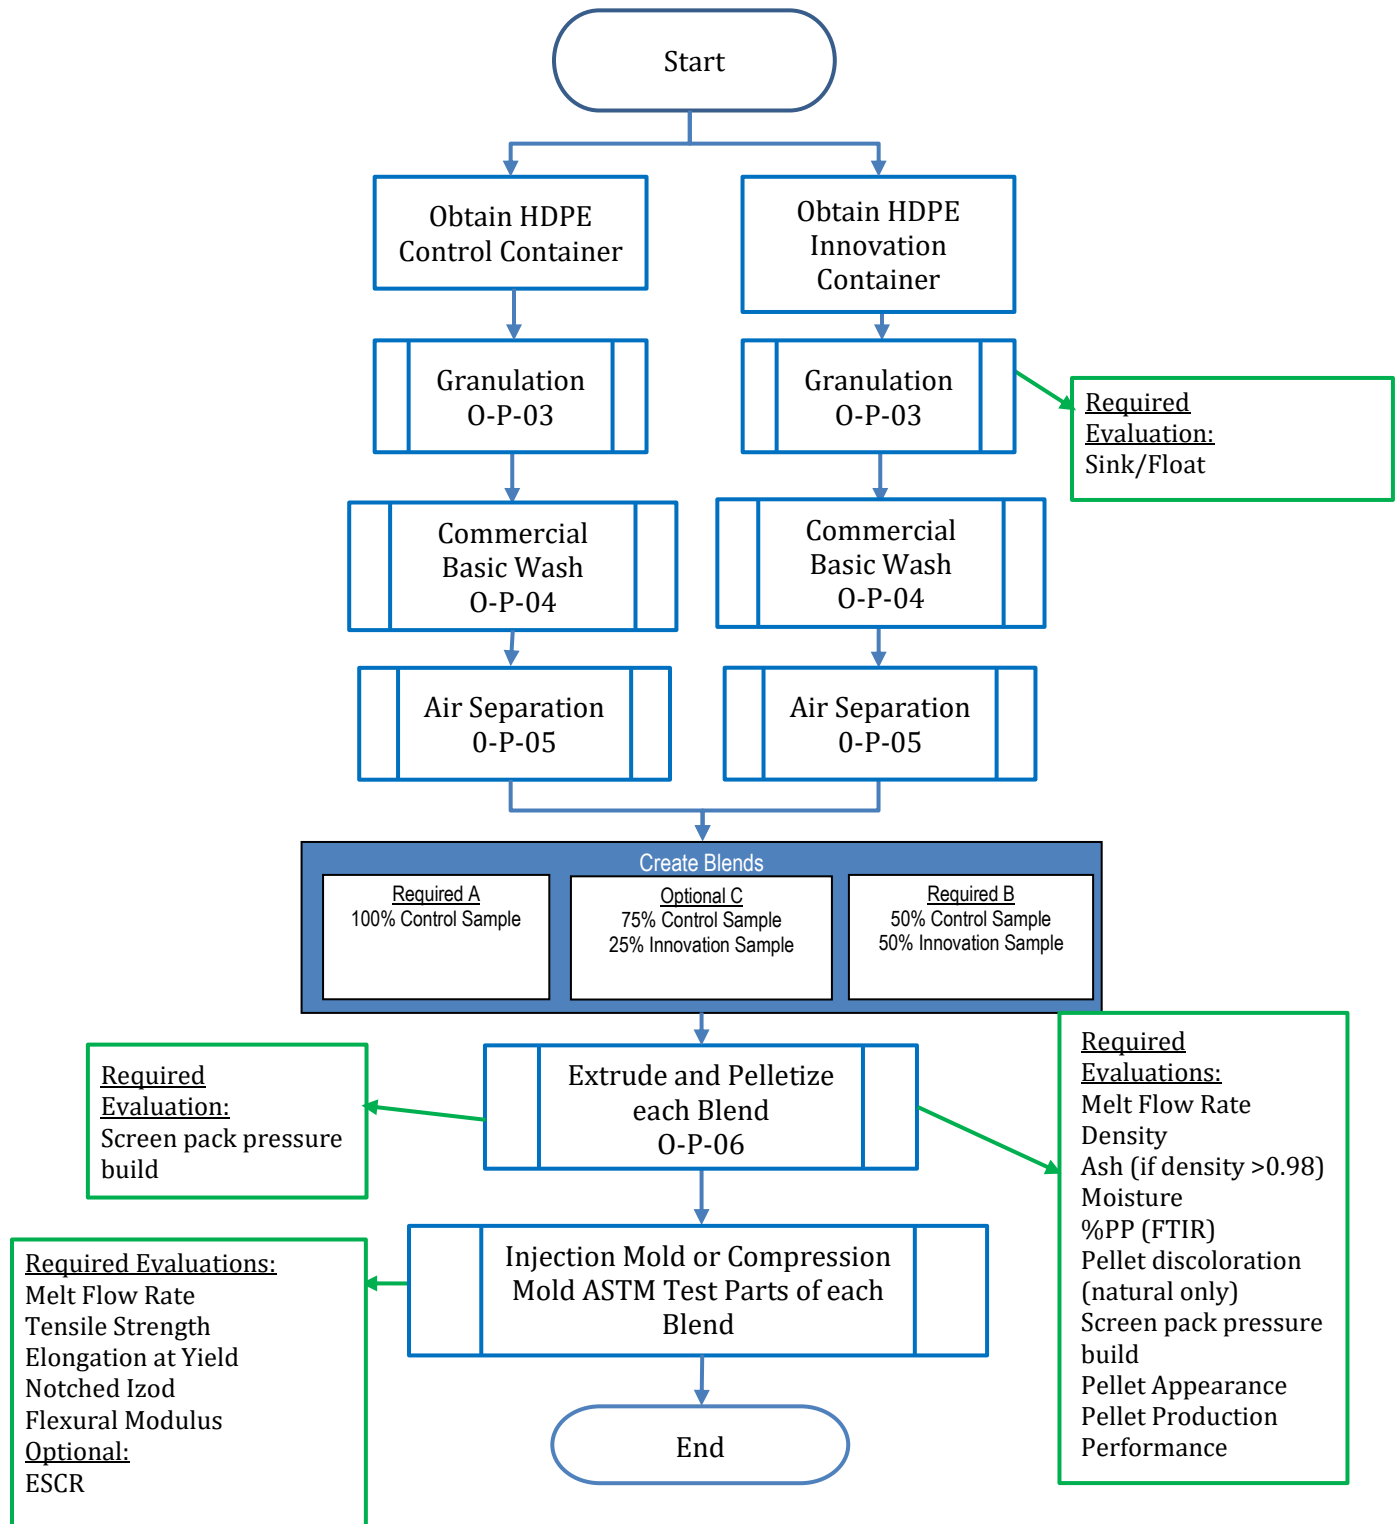 Start
Obtain HDPE
Control Container
Obtain HDPE
Innovation
Container
Granulation
O-P-03
Granulation
O-P-03
Required
Evaluation:
Sink/Float
Commercial
Basic Wash
O-P-04
Commercial
Basic Wash
O-P-04
Air Separation
0-P-05
Air Separation
0-P-05
Create Blends
Required A
100% Control Sample
Optional C
75% Control Sample
25% Innovation Sample
Required B
50% Control Sample
50% Innovation Sample
Required
Evaluation:
Screen pack pressure
build
Extrude and Pelletize
each Blend
O-P-06
Required
Evaluations:
Melt Flow Rate
Density
Ash (if density >0.98)
Moisture
%PP (FTIR)
Pellet discoloration
(natural only)
Screen pack pressure
build
Pellet Appearance
Pellet Production
Performance
Required Evaluations:
Melt Flow Rate
Tensile Strength
Elongation at Yield
Notched Izod
Flexural Modulus
Optional:
ESCR
Injection Mold or Compression
Mold ASTM Test Parts of each
Blend
End